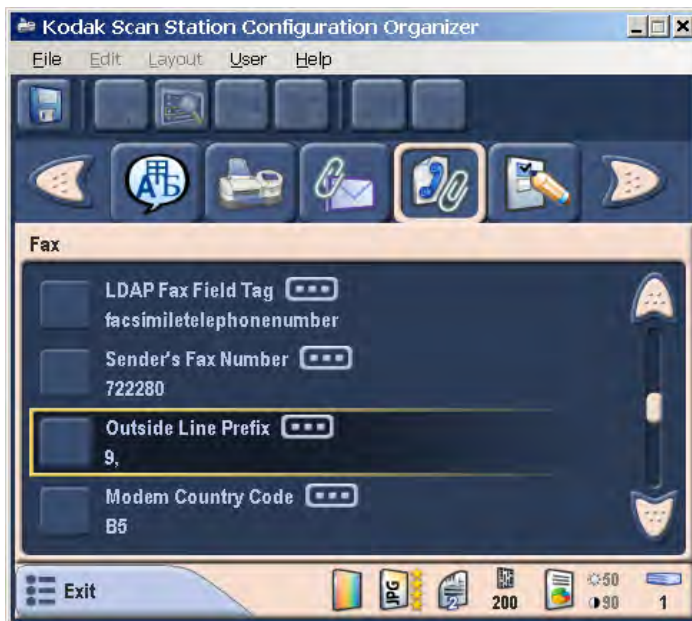 Kodak Scan Station Configuration Organizer
File Edit Layout User Help
Fax
LDAP Fax Field Tag
facsimiletelephonenumber
Sender's Fax Number
722280
Outside Line Prefix
9,
Modem Country Code
B5
Exit
JPG
2
200
50
90
1